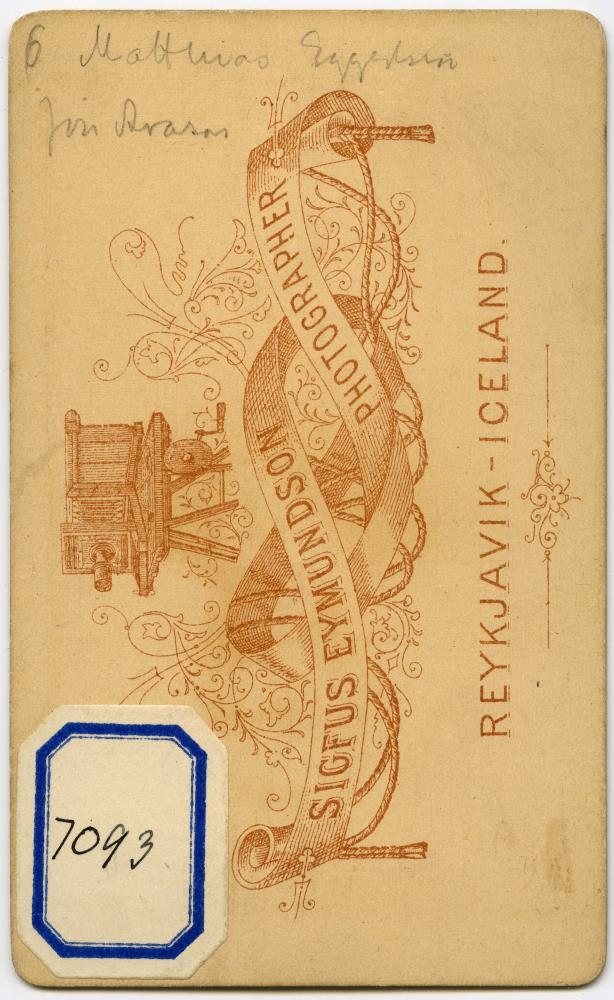 6 Matthias Eggertsson
Jón Arason
SIGFUS EYMUNDSON
PHOTOGRAPHER
REYKJAVIK-ICELAND.
7093